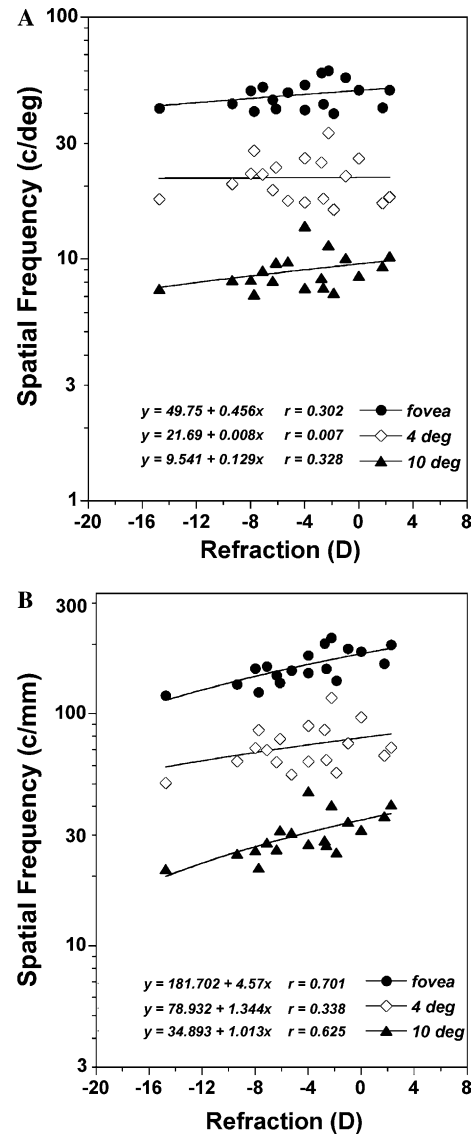 A
100
30
10
3
1
Spatial Frequency (c/deg)
y = 49.75 + 0.456x r = 0.302 fovea
y = 21.69 + 0.008x r = 0.007 4 deg
y = 9.541 + 0.129x r = 0.328 10 deg
-20 -16 -12 -8 -4 0 4 8
Refraction (D)
B
300
100
30
10
3
Spatial Frequency (c/mm)
y = 181.702 + 4.57x r = 0.701 fovea
y = 78.932 + 1.344x r = 0.338 4 deg
y = 34.893 + 1.013x r = 0.625 10 deg
-20 -16 -12 -8 -4 0 4 8
Refraction (D)